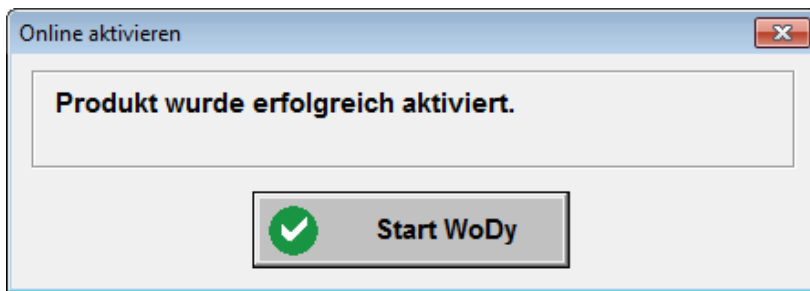 Online aktivieren
Produkt wurde erfolgreich aktiviert.
Start WoDy